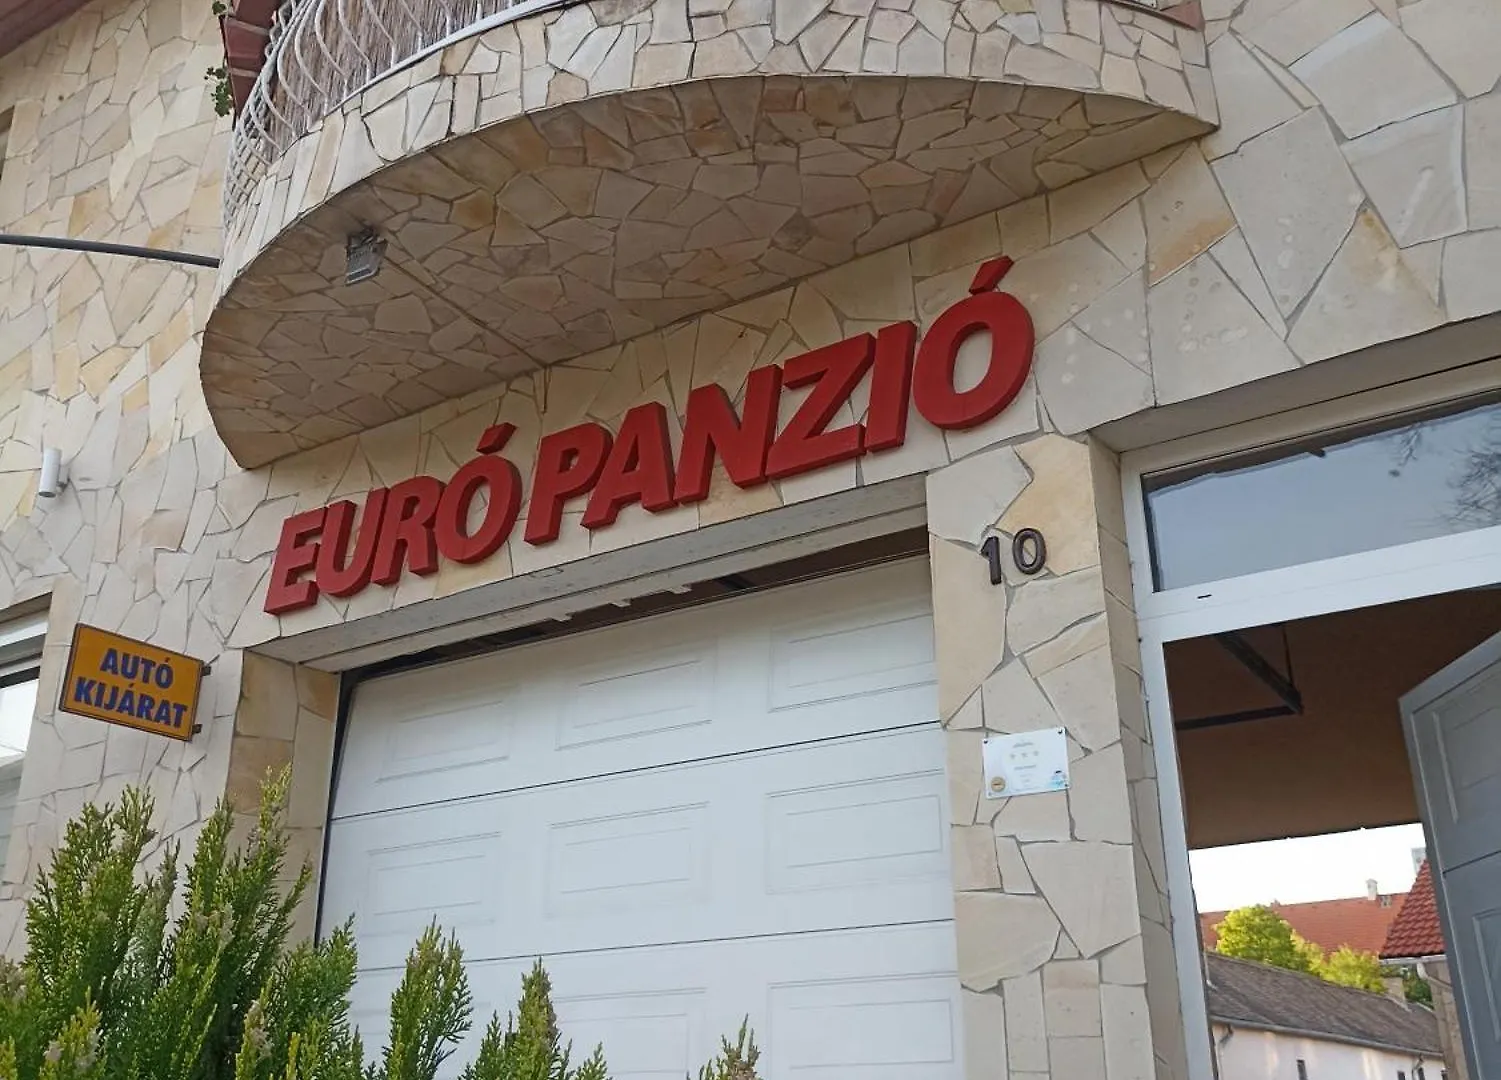 EURÓ PANZIÓ
10
AUTÓ
KIJÁRAT